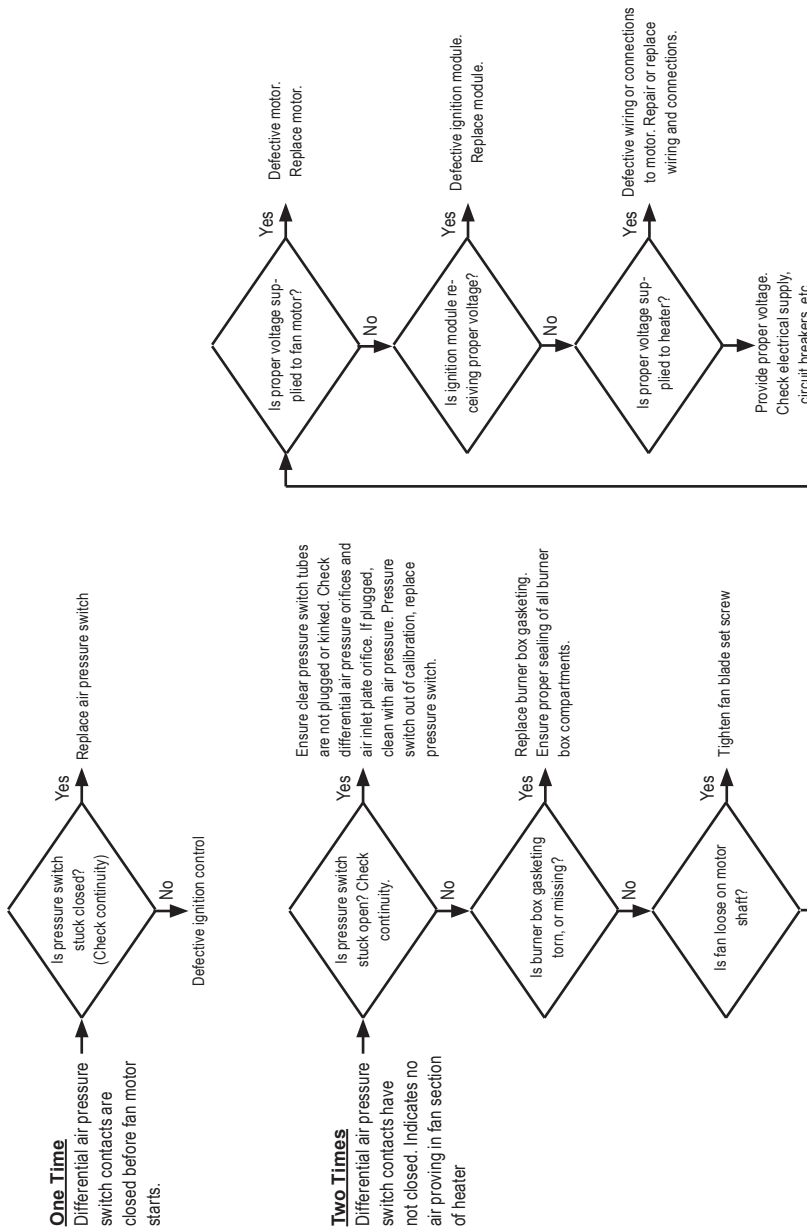 One Time
Differential air pressure
switch contacts are
closed before fan motor
starts.
Is pressure switch
stuck closed?
(Check continuity)
Yes
Replace air pressure switch
No
Defective ignition control
Two Times
Differential air pressure
switch contacts have
not closed. Indicates no
air proving in fan section
of heater
Is pressure switch
stuck open? Check
continuity.
Yes
Ensure clear pressure switch tubes
are not plugged or kinked. Check
differential air pressure orifices and
air inlet plate orifice. If plugged,
clean with air pressure. Pressure
switch out of calibration, replace
pressure switch.
No
Is burner box gasketing
torn, or missing?
Yes
Replace burner box gasketing.
Ensure proper sealing of all burner
box compartments.
No
Is fan loose on motor
shaft?
Yes
Tighten fan blade set screw
Is proper voltage sup-
plied to fan motor?
Yes
Defective motor.
Replace motor.
No
Is ignition module re-
ceiving proper voltage?
Yes
Defective ignition module.
Replace module.
No
Is proper voltage sup-
plied to heater?
Yes
Defective wiring or connections
to motor. Repair or replace
wiring and connections.
Provide proper voltage.
Check electrical supply,
circuit breakers, etc